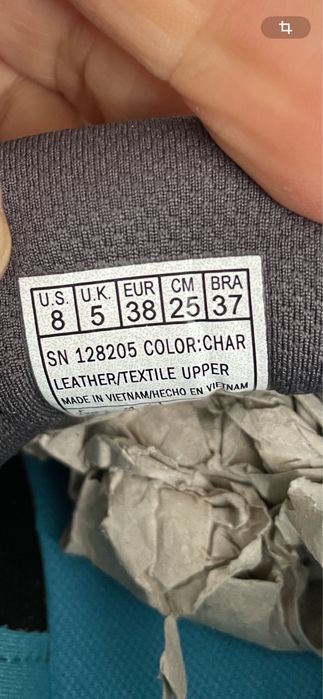 U.S. U.K. EUR CM BRA
8 5 38 25 37
SN 128205 COLOR:CHAR
LEATHER/TEXTILE UPPER
MADE IN VIETNAM/HECHO EN VIETNAM